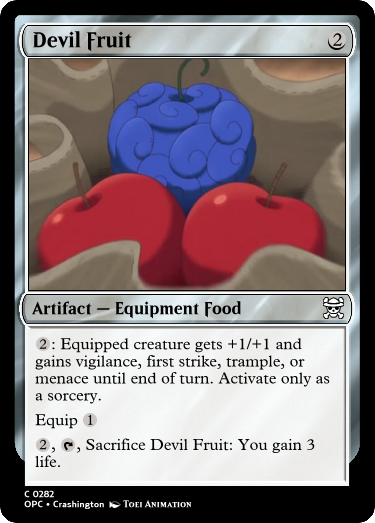 Devil Fruit 2
Artifact — Equipment Food
2: Equipped creature gets +1/+1 and
gains vigilance, first strike, trample, or
menace until end of turn. Activate only as
a sorcery.
Equip 1
2, , Sacrifice Devil Fruit: You gain 3
life.
C 0282
OPC • Crashington TOEI ANIMATION